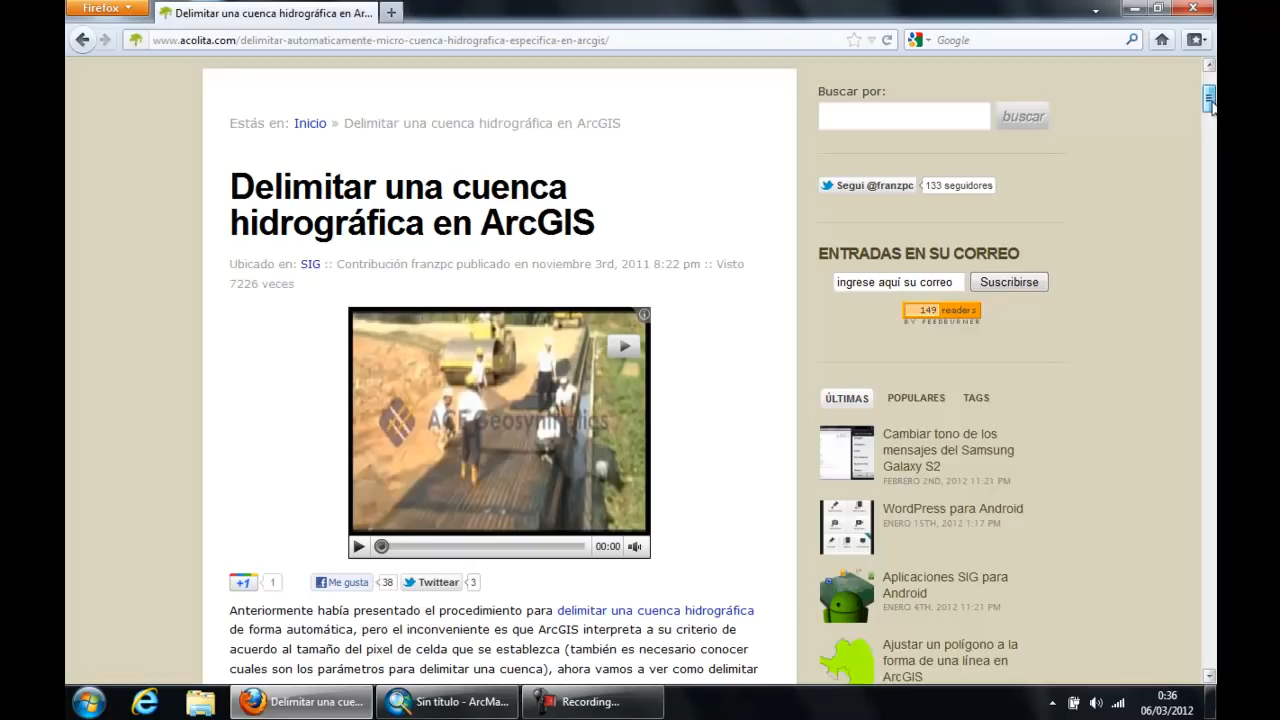 Firefox
Delimitar una cuenca hidrográfica en Ar...
www.acolita.com/delimitar-automaticamente-micro-cuenca-hidrografica-especifica-en-arcgis/
Google
Estás en: Inicio » Delimitar una cuenca hidrográfica en ArcGIS
Delimitar una cuenca
hidrográfica en ArcGIS
Ubicado en: SIG :: Contribución franzpc publicado en noviembre 3rd, 2011 8:22 pm :: Visto
7226 veces
ACE Geosynthetics
00:00
+1 1 Me gusta 38 Twittear 3
Anteriormente había presentado el procedimiento para delimitar una cuenca hidrográfica
de forma automática, pero el inconveniente es que ArcGIS interpreta a su criterio de
acuerdo al tamaño del pixel de celda que se establezca (también es necesario conocer
cuales son los parámetros para delimitar una cuenca), ahora vamos a ver como delimitar
Buscar por:
buscar
Segui @franzpc 133 seguidores
ENTRADAS EN SU CORREO
ingrese aquí su correo Suscribirse
149 readers
BY FEEDBURNER
ÚLTIMAS POPULARES TAGS
Cambiar tono de los
mensajes del Samsung
Galaxy S2
FEBRERO 2ND, 2012 11:21 PM
WordPress para Android
ENERO 15TH, 2012 1:17 PM
Aplicaciones SIG para
Android
ENERO 4TH, 2012 11:21 PM
Ajustar un polígono a la
forma de una línea en
ArcGIS
Delimitar una cue...
Sin título - ArcMa...
Recording...
0:36
06/03/2012